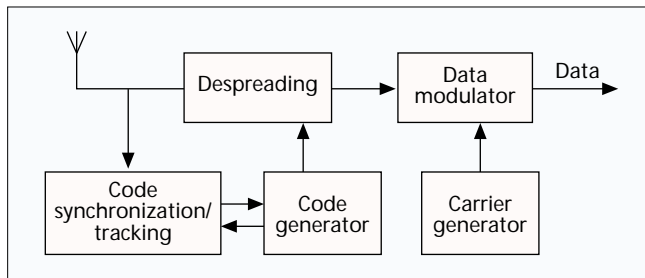 Despreading
Data
modulator
Data
Code
synchronization/
tracking
Code
generator
Carrier
generator